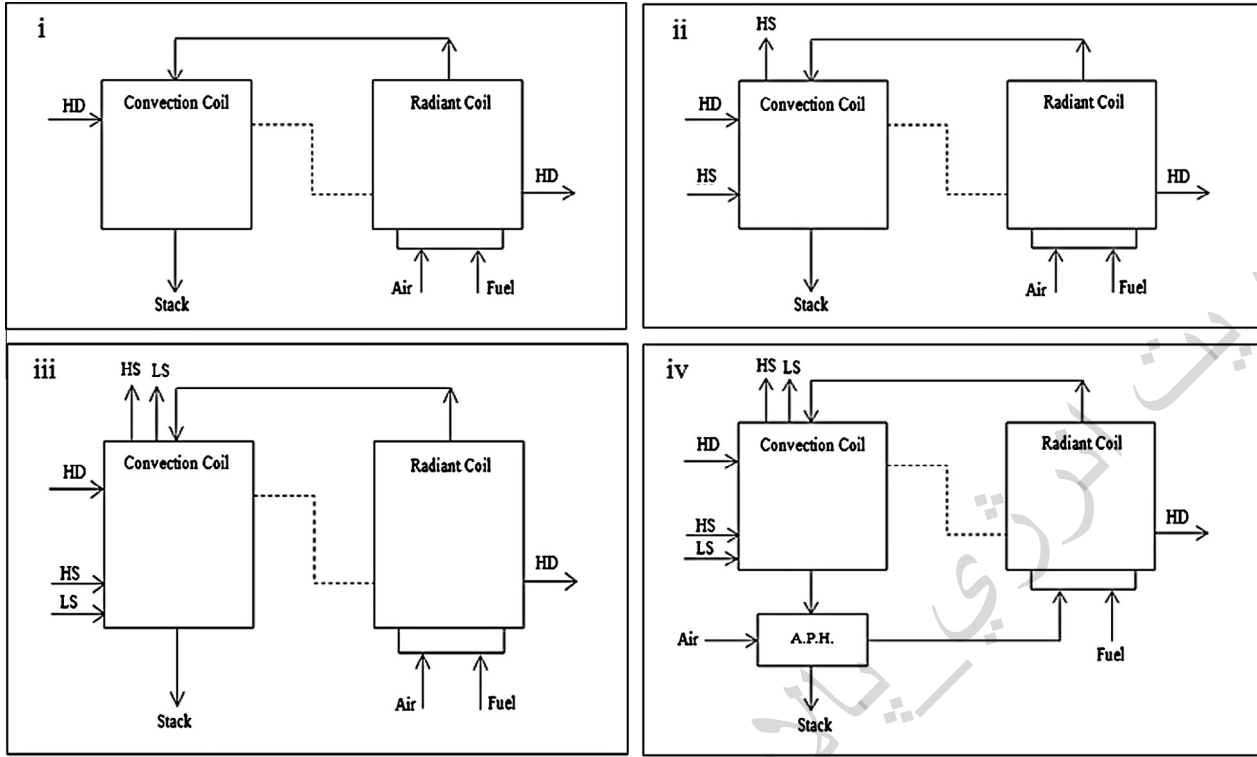 i
Convection Coil
Radiant Coil
HD
HD
Air
Fuel
Stack
ii
HS
Convection Coil
Radiant Coil
HD
HS
HD
Air
Fuel
Stack
iii
HS LS
Convection Coil
Radiant Coil
HD
HS
LS
HD
Air
Fuel
Stack
iv
HS LS
Convection Coil
Radiant Coil
HD
HS
LS
HD
Air
A.P.H.
Fuel
Stack